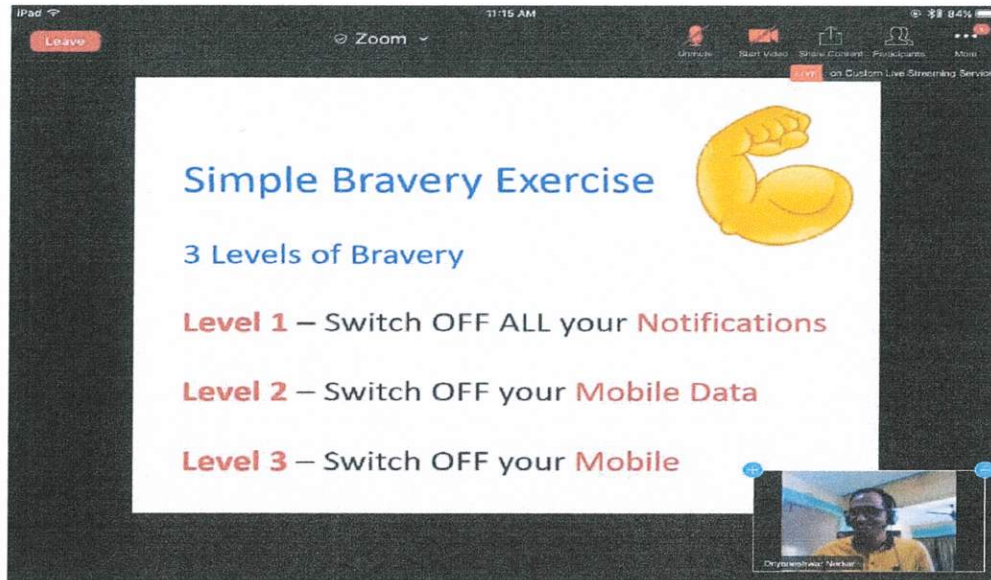 iPad
11:15 AM
84%
Leave
Zoom
Unmute
Start Video
Share Content
Participants
More
on Custom Live Streaming Service
Simple Bravery Exercise
3 Levels of Bravery
Level 1 – Switch OFF ALL your Notifications
Level 2 – Switch OFF your Mobile Data
Level 3 – Switch OFF your Mobile